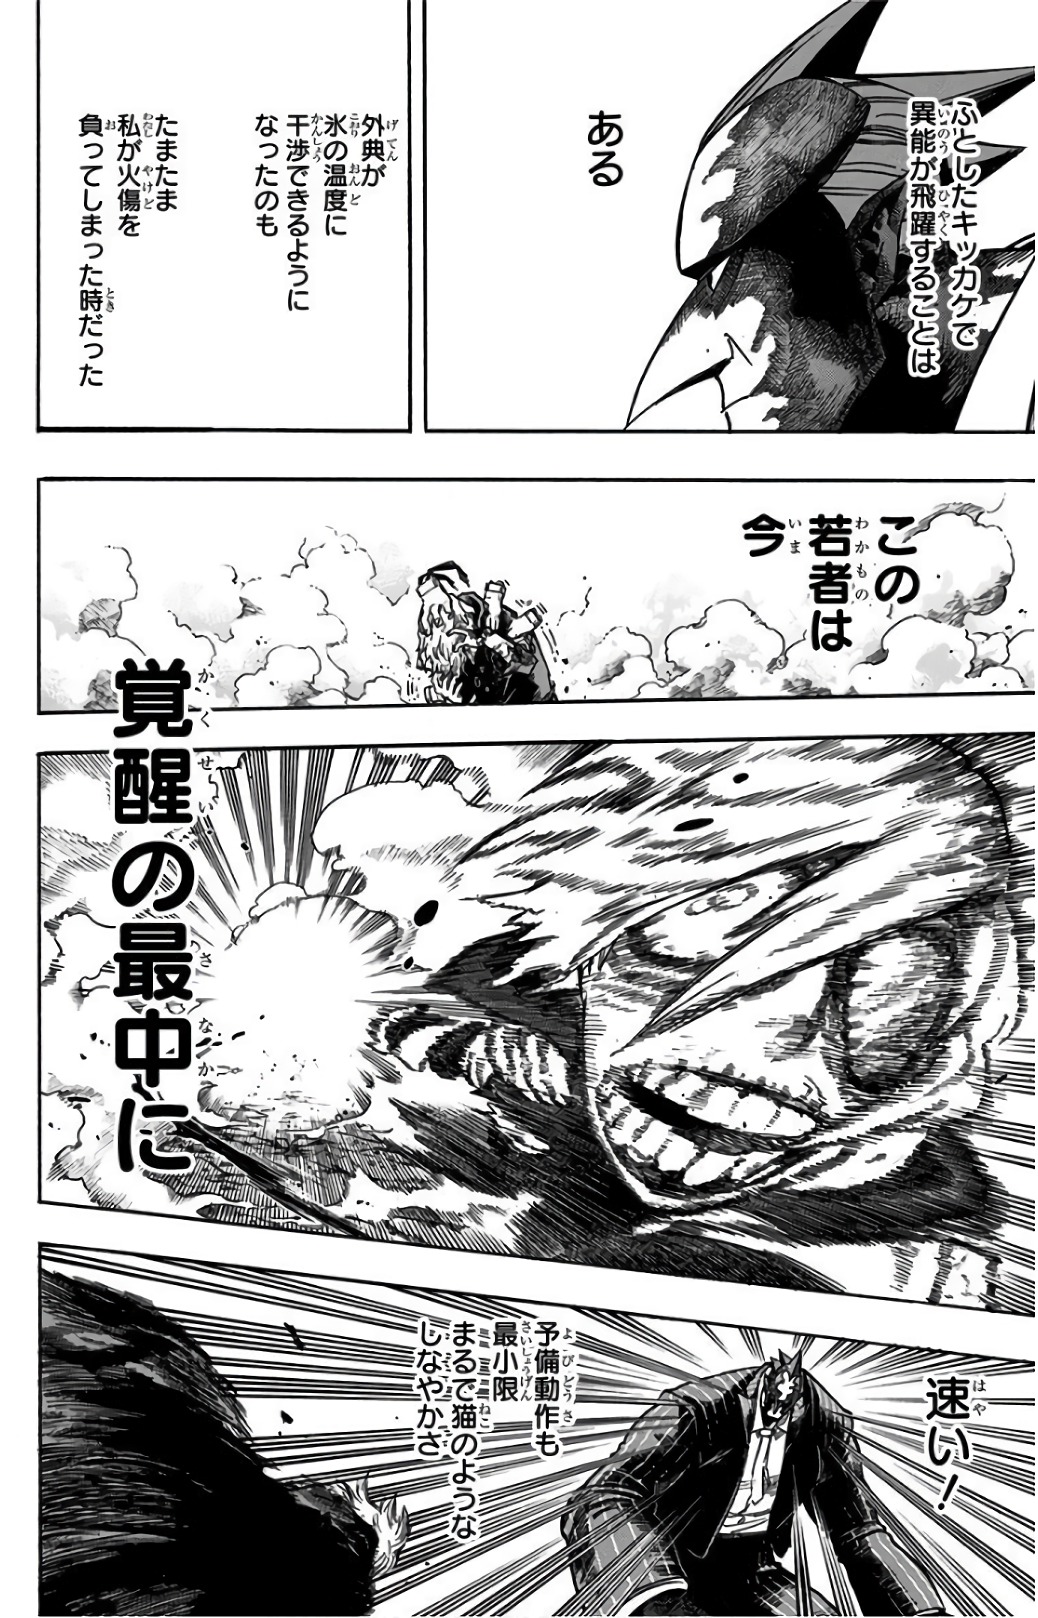 ふとしたキッカケで
異能が飛躍することは
ある
外典が
氷の温度に
干渉できるように
なったのも
たまたま
私が火傷を
負ってしまった時だった
この
若者は
今
覚醒の最中に
速い!
予備動作も
最小限
まるで猫のような
しなやかさ